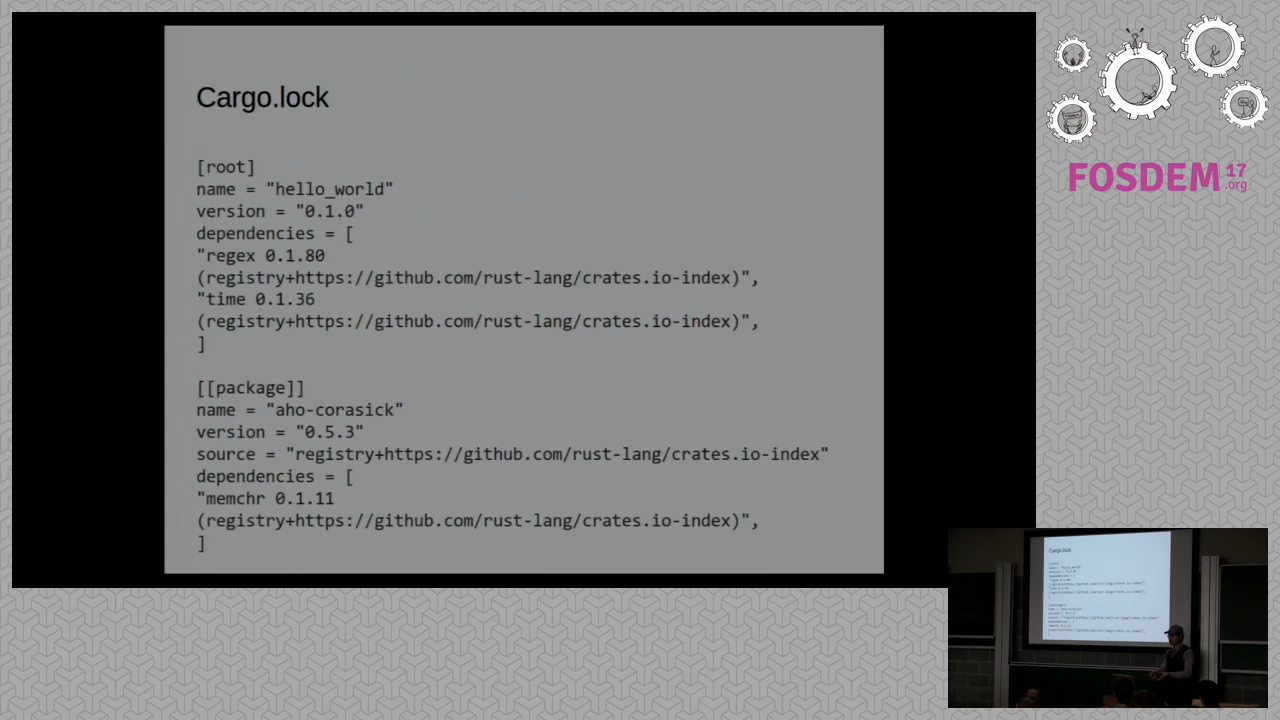 Cargo.lock
[root]
name = "hello_world"
version = "0.1.0"
dependencies = [
"regex 0.1.80
(registry+https://github.com/rust-lang/crates.io-index)",
"time 0.1.36
(registry+https://github.com/rust-lang/crates.io-index)",
]
[[package]]
name = "aho-corasick"
version = "0.5.3"
source = "registry+https://github.com/rust-lang/crates.io-index"
dependencies = [
"memchr 0.1.11
(registry+https://github.com/rust-lang/crates.io-index)",
]
FOSDEM 17
.org
Cargo.lock